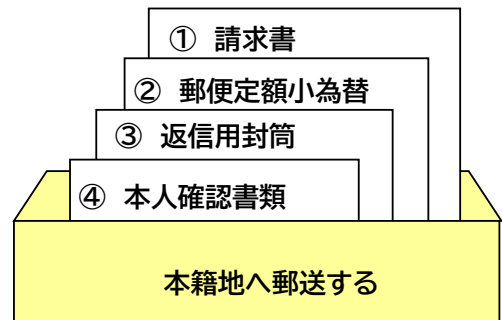 ① 請求書
② 郵便定額小為替
③ 返信用封筒
④ 本人確認書類
本籍地へ郵送する